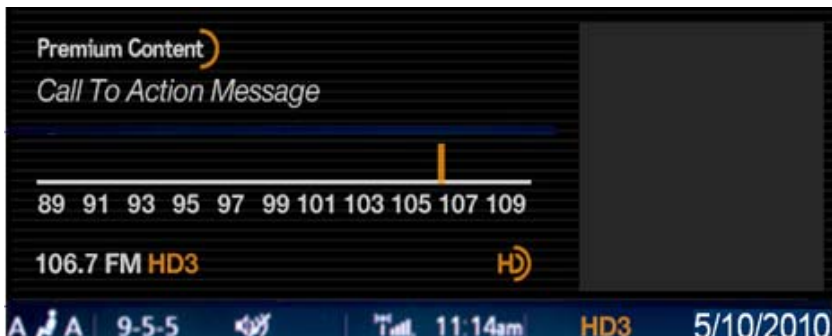 Premium Content
Call To Action Message
89 91 93 95 97 99 101 103 105 107 109
106.7 FM HD3 HD
A A 9-5-5 11:14am HD3 5/10/2010